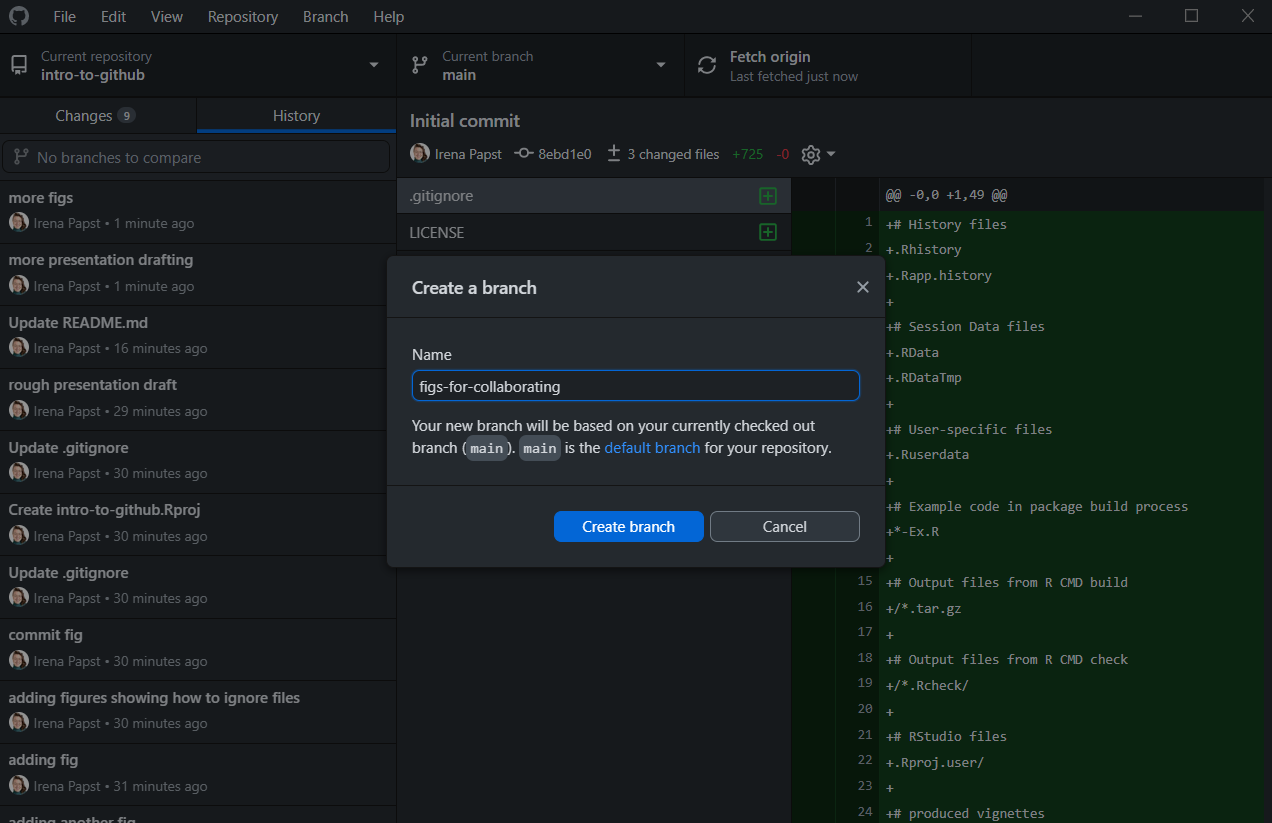 File Edit View Repository Branch Help
Current repository
intro-to-github
Current branch
main
Fetch origin
Last fetched just now
Changes 9
History
No branches to compare
more figs
Irena Papst • 1 minute ago
more presentation drafting
Irena Papst • 1 minute ago
Update README.md
Irena Papst • 16 minutes ago
rough presentation draft
Irena Papst • 29 minutes ago
Update .gitignore
Irena Papst • 30 minutes ago
Create intro-to-github.Rproj
Irena Papst • 30 minutes ago
Update .gitignore
Irena Papst • 30 minutes ago
commit fig
Irena Papst • 30 minutes ago
adding figures showing how to ignore files
Irena Papst • 30 minutes ago
adding fig
Irena Papst • 31 minutes ago
adding another fig
Initial commit
Irena Papst 8ebd1e0 3 changed files +725 -0
.gitignore
LICENSE
Create a branch
Name
figs-for-collaborating
Your new branch will be based on your currently checked out
branch (main). main is the default branch for your repository.
Create branch
Cancel
@@ -0,0 +1,49 @@
1 +# History files
2 +.Rhistory
+.Rapp.history
+
+# Session Data files
+.RData
+.RDataTmp
+
+# User-specific files
+.Ruserdata
+
+# Example code in package build process
+*-Ex.R
+
15 +# Output files from R CMD build
16 +/*.tar.gz
17 +
18 +# Output files from R CMD check
19 +/*.Rcheck/
20 +
21 +# RStudio files
22 +.Rproj.user/
23 +
24 +# produced vignettes